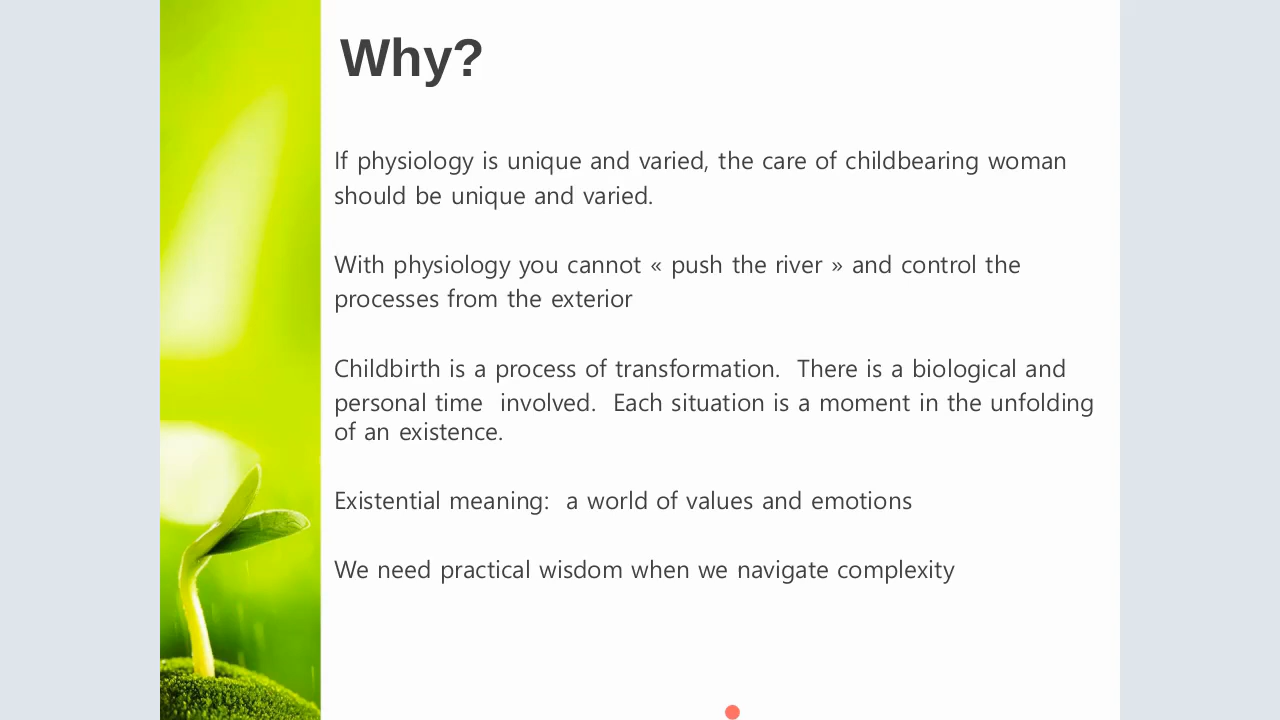 Why?
If physiology is unique and varied, the care of childbearing woman
should be unique and varied.
With physiology you cannot « push the river » and control the
processes from the exterior
Childbirth is a process of transformation.  There is a biological and
personal time  involved.  Each situation is a moment in the unfolding
of an existence.
Existential meaning:  a world of values and emotions
We need practical wisdom when we navigate complexity